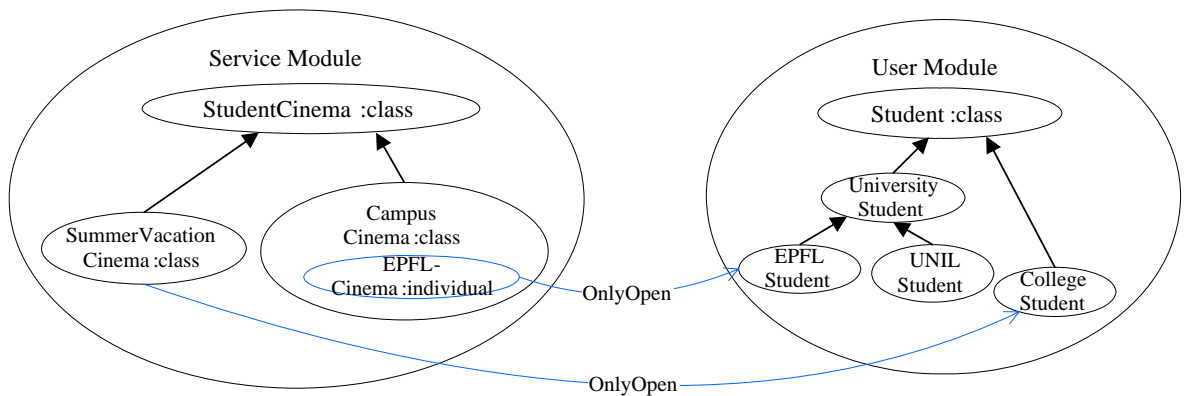 Service Module
StudentCinema :class
SummerVacation
Cinema :class
Campus
Cinema :class
EPFL-
Cinema :individual
OnlyOpen
OnlyOpen
User Module
Student :class
University
Student
EPFL
Student
UNIL
Student
College
Student